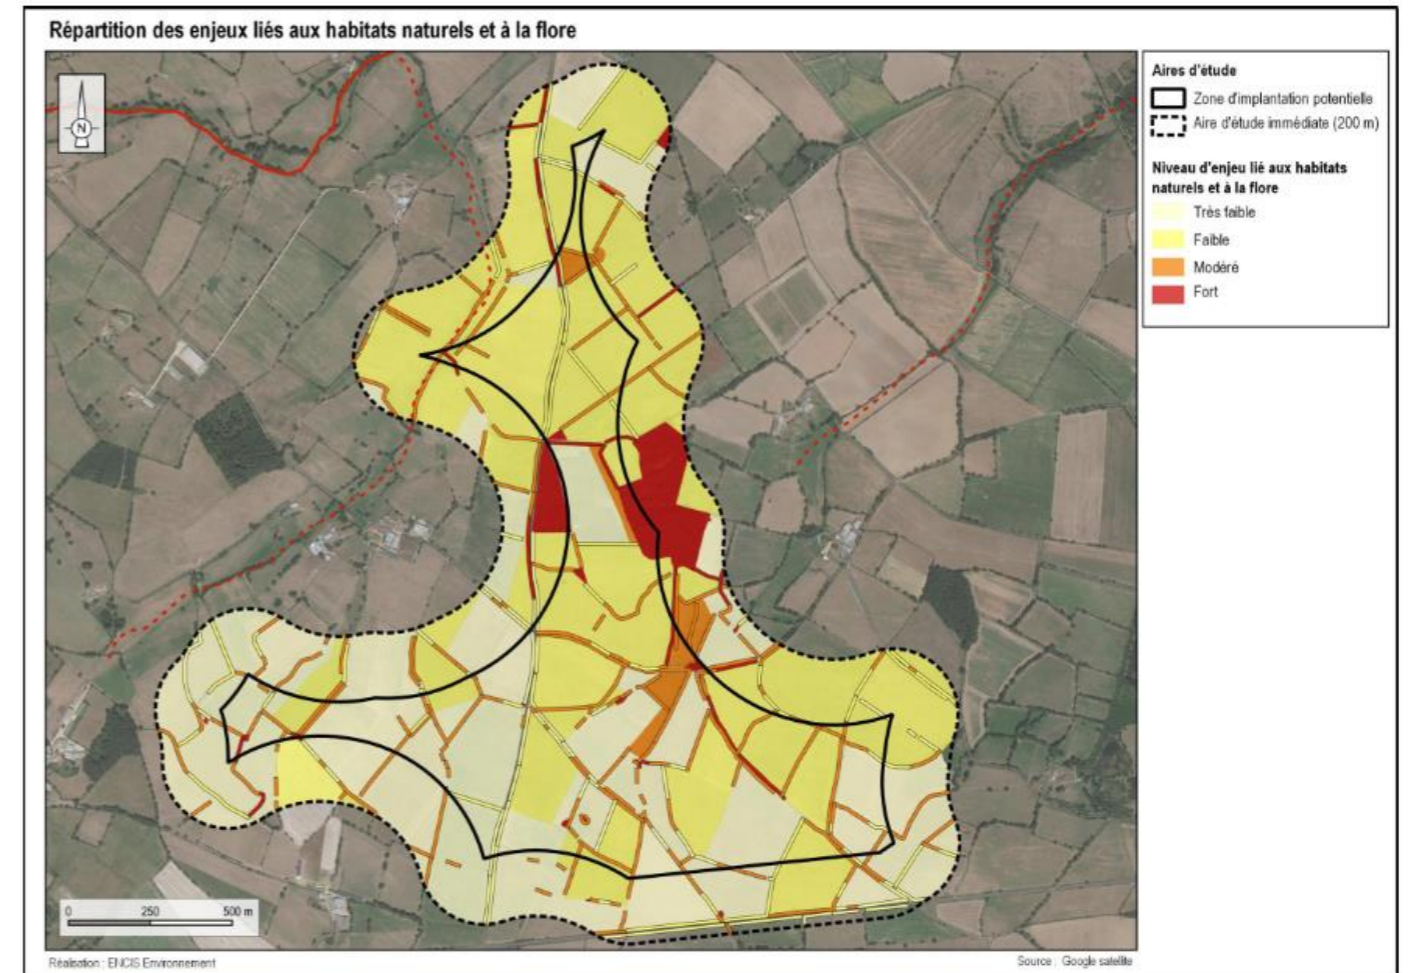 Répartition des enjeux liés aux habitats naturels et à la flore
N
Aires d'étude
Zone d'implantation potentielle
Aire d'étude immédiate (200 m)
Niveau d'enjeu lié aux habitats
naturels et à la flore
Très faible
Faible
Modéré
Fort
0 250 500 m
Réalisation : ENCIS Environnement
Source : Google satellite